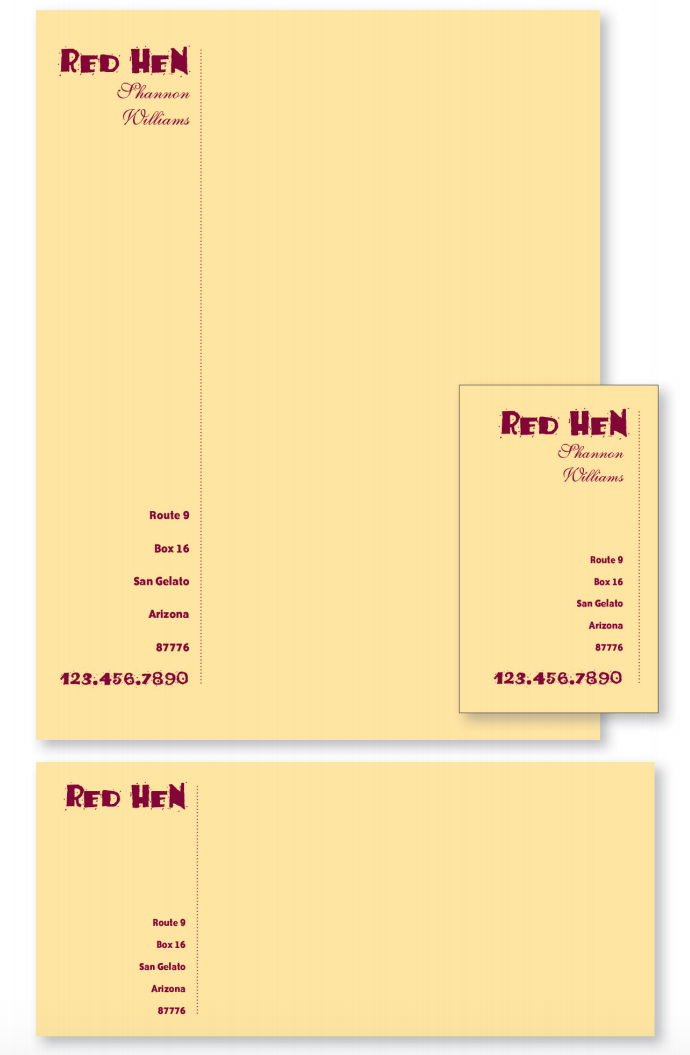 RED HEN
Shannon
Williams
Route 9
Box 16
San Gelato
Arizona
87776
123.456.7890
RED HEN
Shannon
Williams
Route 9
Box 16
San Gelato
Arizona
87776
123.456.7890
RED HEN
Route 9
Box 16
San Gelato
Arizona
87776